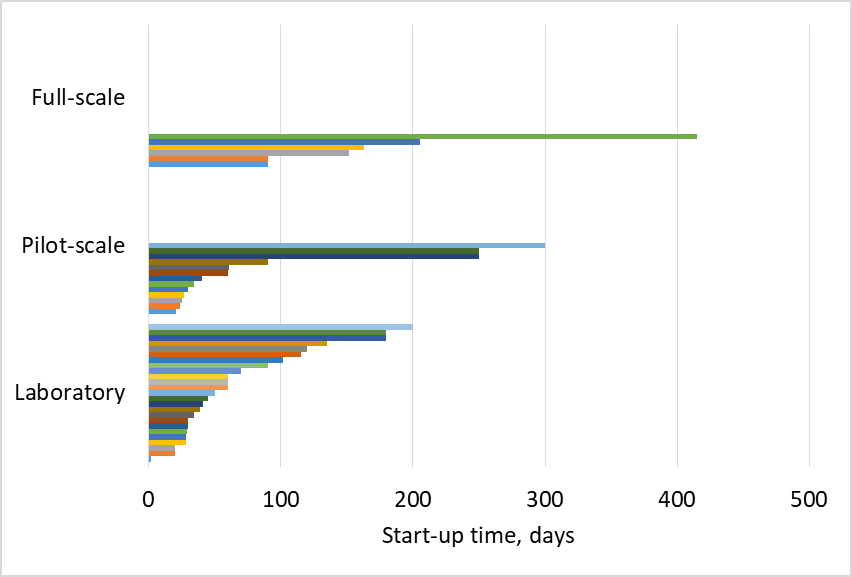 Full-scale
Pilot-scale
Laboratory
0 100 200 300 400 500
Start-up time, days